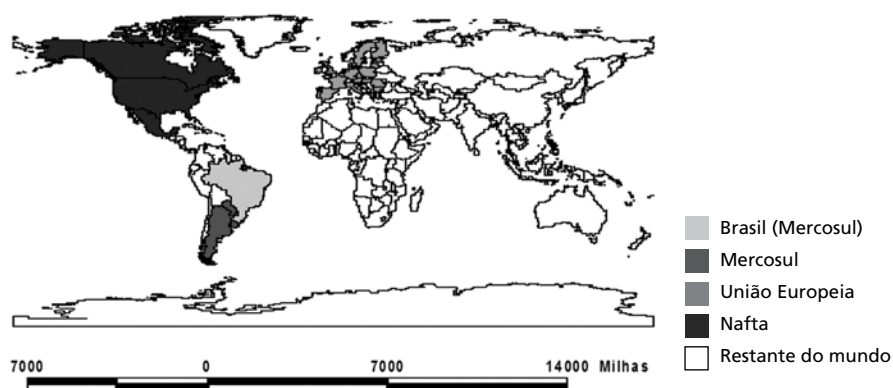 Brasil (Mercosul)
Mercosul
União Europeia
Nafta
Restante do mundo
7000 0 7000 14000 Milhas